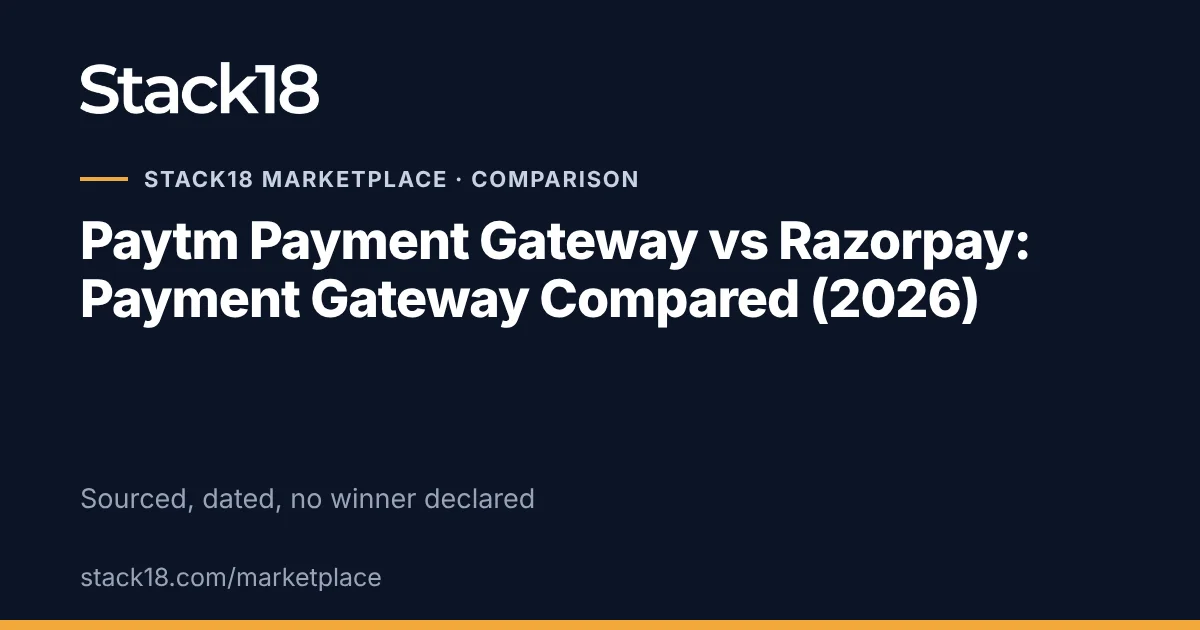 Stack18
STACK18 MARKETPLACE · COMPARISON
Paytm Payment Gateway vs Razorpay:
Payment Gateway Compared (2026)
Sourced, dated, no winner declared
stack18.com/marketplace